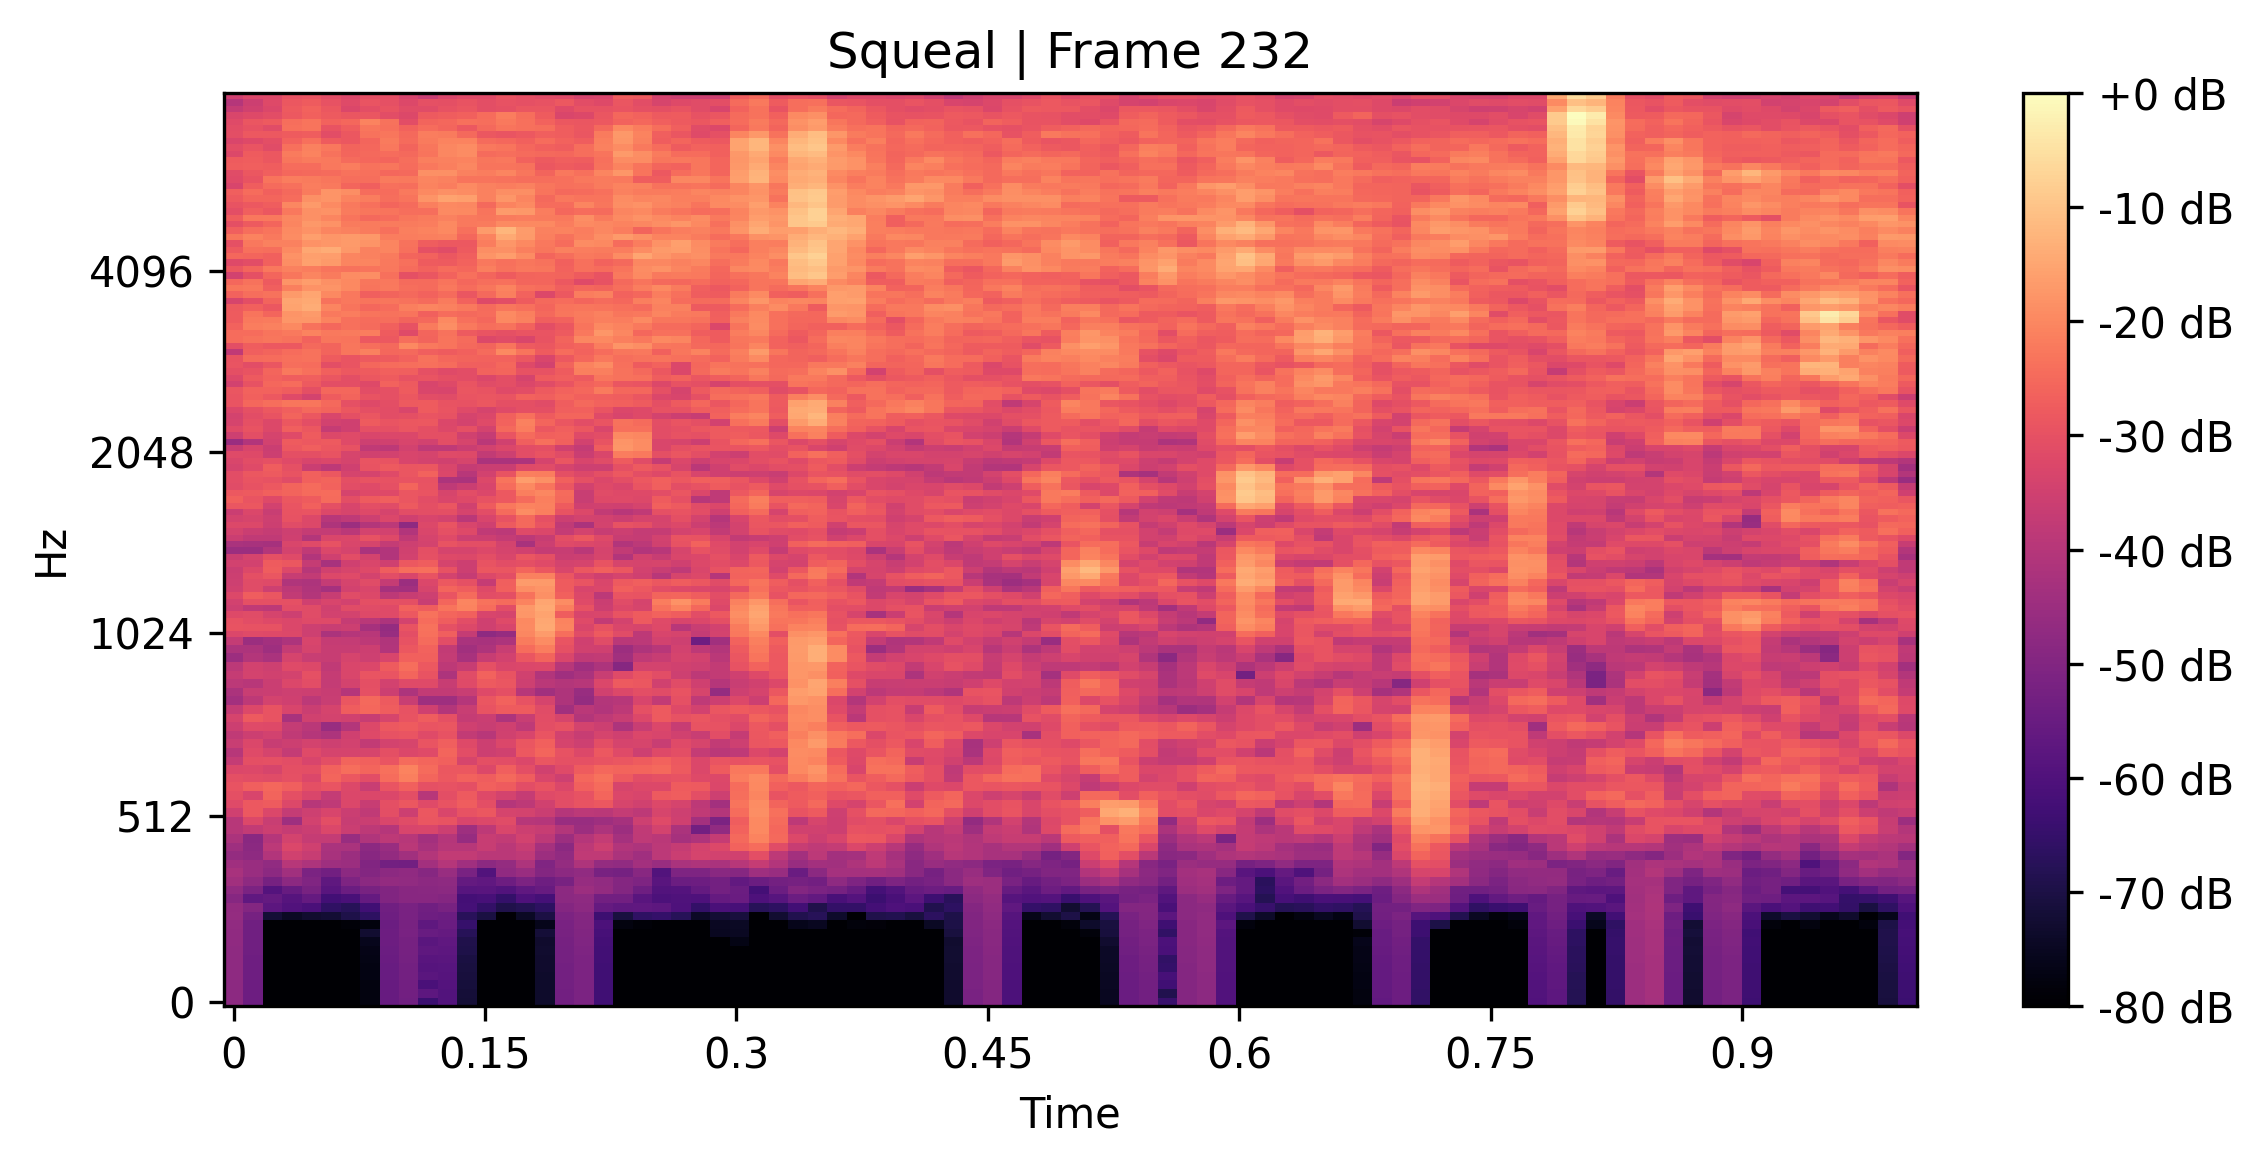 Squeal | Frame 232
+0 dB
-10 dB
-20 dB
-30 dB
-40 dB
-50 dB
-60 dB
-70 dB
-80 dB
Hz
4096
2048
1024
512
0
0 0.15 0.3 0.45 0.6 0.75 0.9
Time